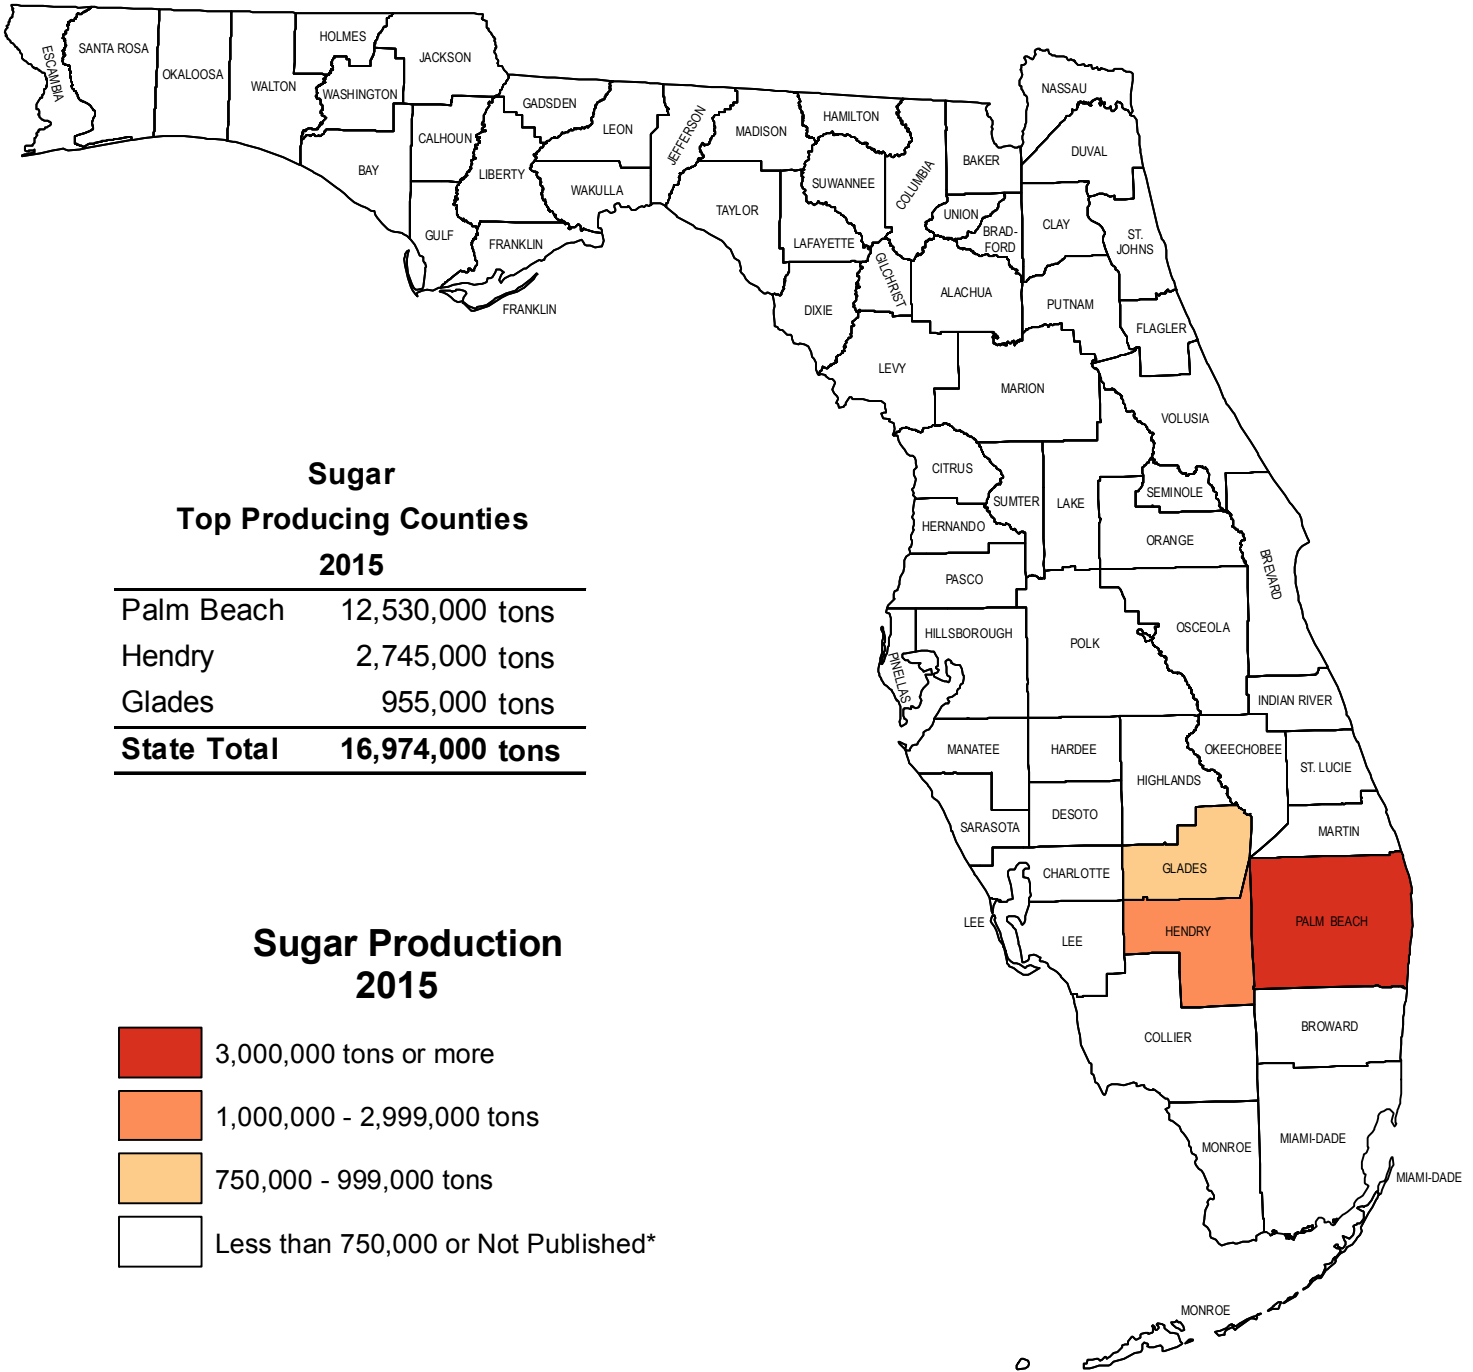 HOLMES
JACKSON
SANTA ROSA
ESCAMBIA
OKALOOSA
WALTON
WASHINGTON
NASSAU
GADSDEN
HAMILTON
LEON
JEFFERSON
MADISON
CALHOUN
DUVAL
BAY
LIBERTY
BAKER
SUWANNEE
COLUMBIA
WAKULLA
TAYLOR
UNION
CLAY
BRAD-
FORD
ST.
JOHNS
GULF
FRANKLIN
LAFAYETTE
GILCHRIST
ALACHUA
PUTNAM
FRANKLIN
DIXIE
FLAGLER
LEVY
MARION
VOLUSIA
Sugar
Top Producing Counties
2015
Palm Beach 12,530,000 tons
Hendry 2,745,000 tons
Glades 955,000 tons
State Total 16,974,000 tons
CITRUS
SUMTER
LAKE
SEMINOLE
HERNANDO
ORANGE
BREVARD
PASCO
HILLSBOROUGH
POLK
OSCEOLA
PINELLAS
INDIAN RIVER
MANATEE
HARDEE
OKEECHOBEE
HIGHLANDS
ST. LUCIE
SARASOTA
DESOTO
MARTIN
CHARLOTTE
GLADES
LEE
LEE
HENDRY
PALM BEACH
COLLIER
BROWARD
MONROE
MIAMI-DADE
MIAMI-DADE
MONROE
Sugar Production
2015
3,000,000 tons or more
1,000,000 - 2,999,000 tons
750,000 - 999,000 tons
Less than 750,000 or Not Published*